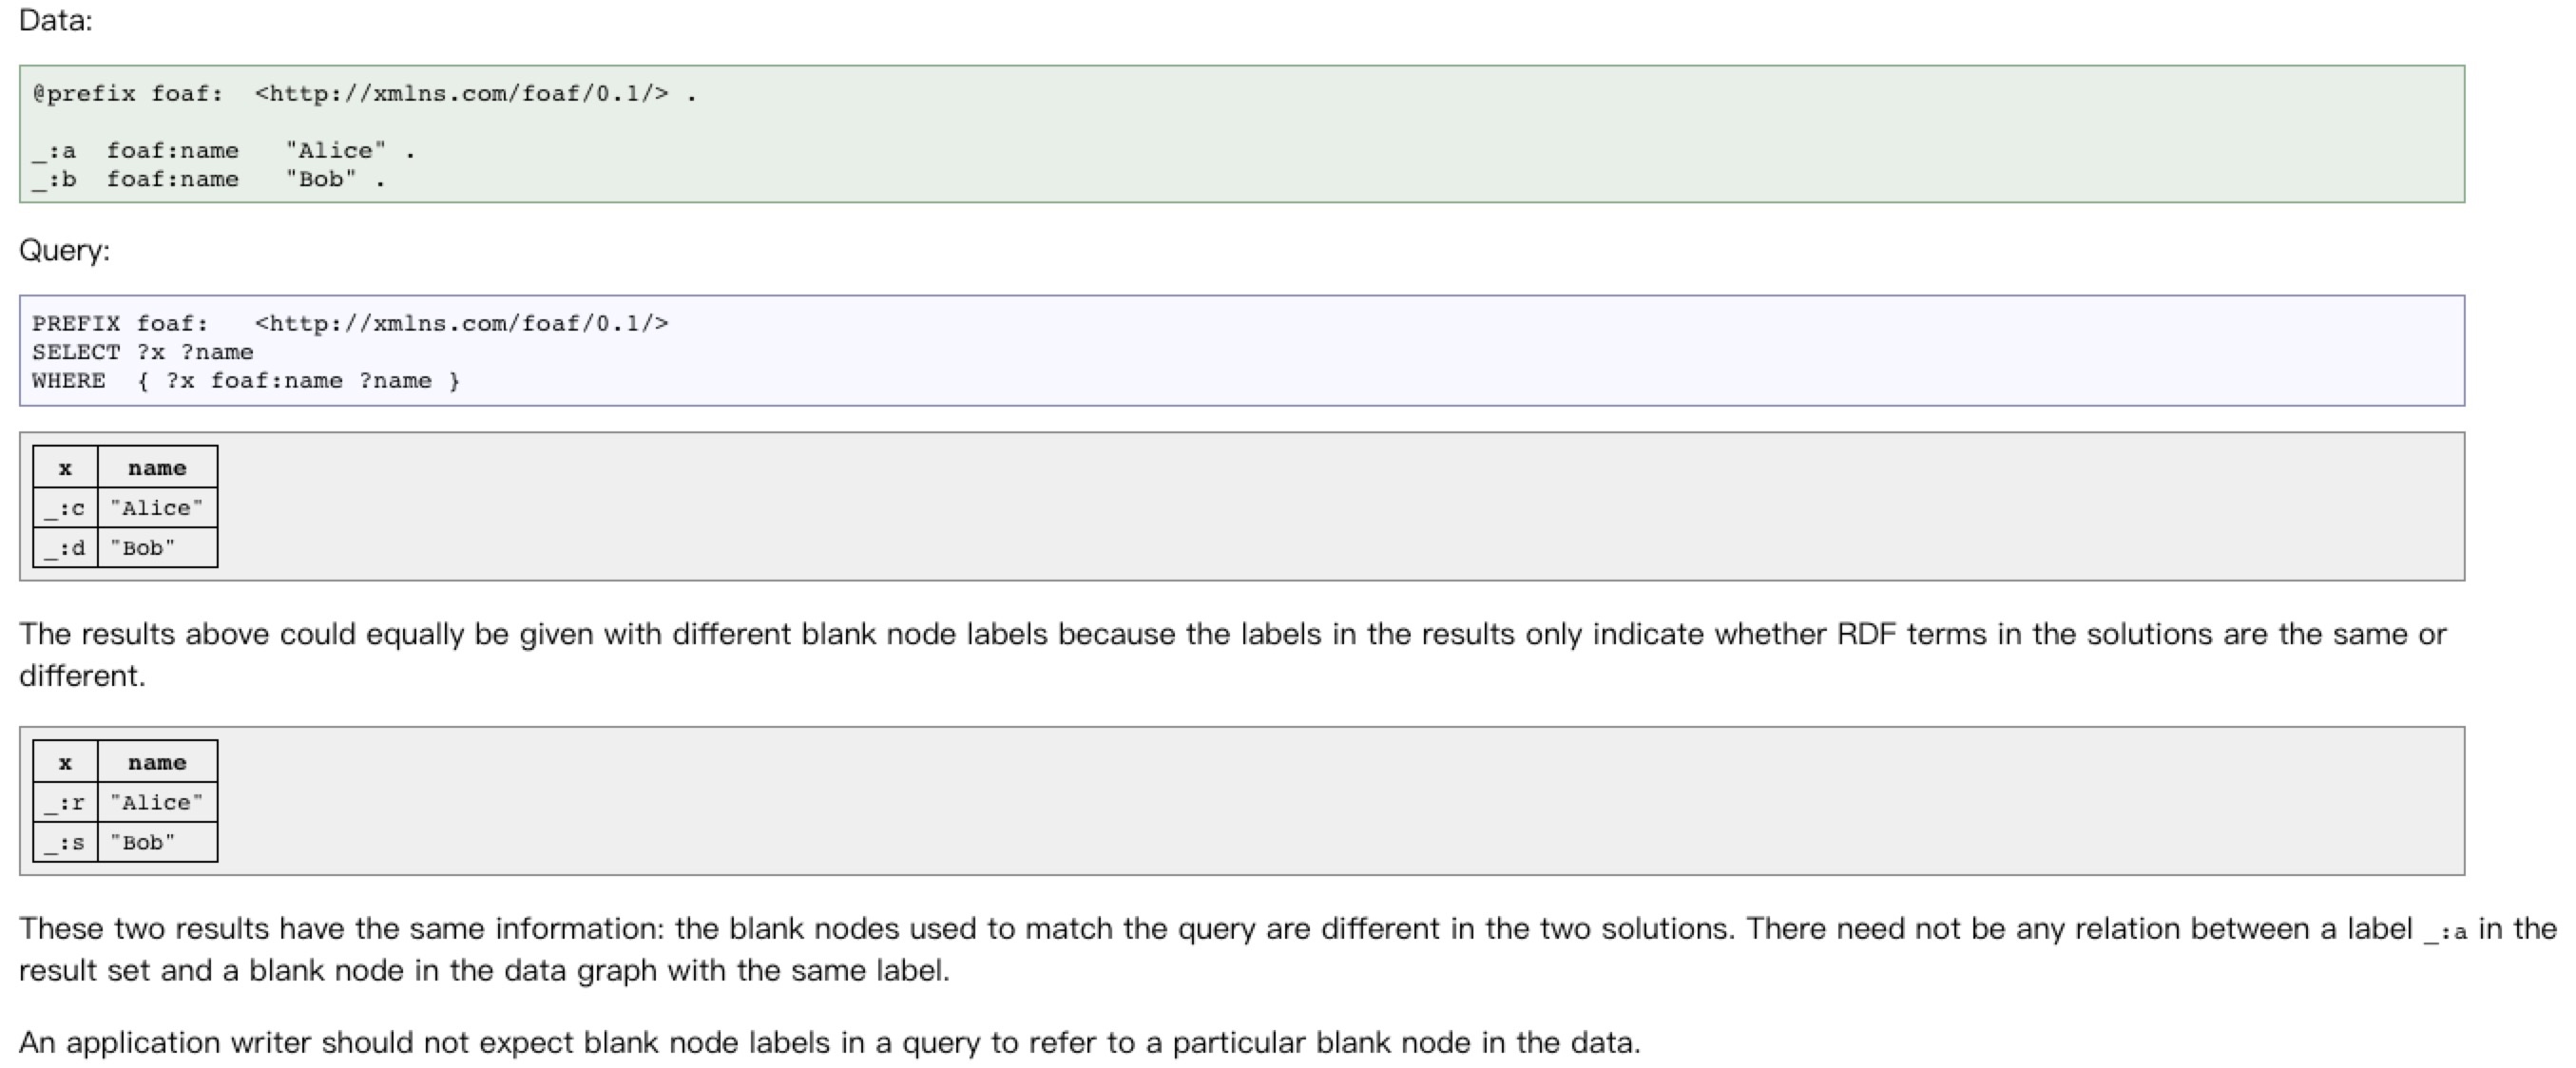 Data:
@prefix foaf:  <http://xmlns.com/foaf/0.1/> .
_:a  foaf:name   "Alice" .
_:b  foaf:name   "Bob" .
Query:
PREFIX foaf:   <http://xmlns.com/foaf/0.1/>
SELECT ?x ?name
WHERE  { ?x foaf:name ?name }
x name
_:c "Alice"
_:d "Bob"
The results above could equally be given with different blank node labels because the labels in the results only indicate whether RDF terms in the solutions are the same or
different.
x name
_:r "Alice"
_:s "Bob"
These two results have the same information: the blank nodes used to match the query are different in the two solutions. There need not be any relation between a label _:a in the
result set and a blank node in the data graph with the same label.
An application writer should not expect blank node labels in a query to refer to a particular blank node in the data.